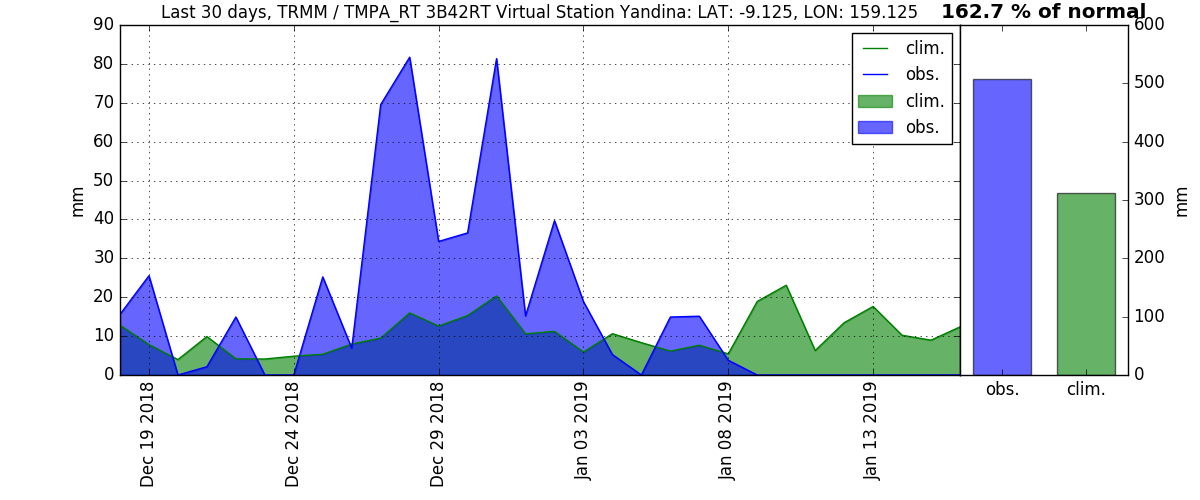 Last 30 days, TRMM / TMPA_RT 3B42RT Virtual Station Yandina: LAT: -9.125, LON: 159.125
162.7 % of normal
90
80
70
60
50
40
30
20
10
0
mm
clim.
obs.
clim.
obs.
600
500
400
300
200
100
0
mm
Dec 19 2018
Dec 24 2018
Dec 29 2018
Jan 03 2019
Jan 08 2019
Jan 13 2019
obs.
clim.